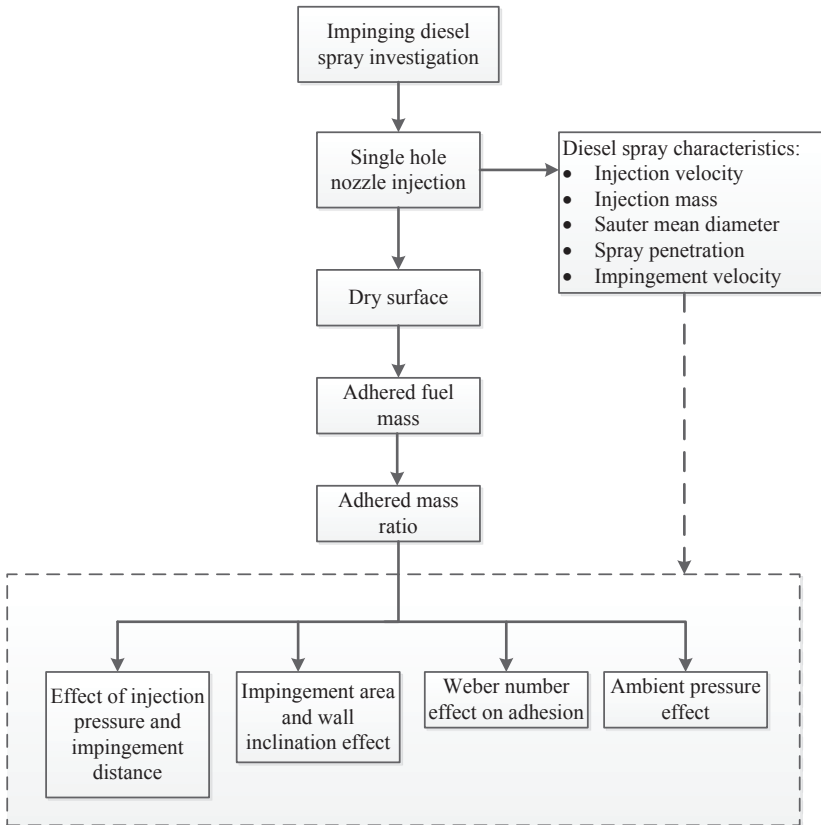 Impinging diesel
spray investigation
Single hole
nozzle injection
Diesel spray characteristics:
• Injection velocity
• Injection mass
• Sauter mean diameter
• Spray penetration
• Impingement velocity
Dry surface
Adhered fuel
mass
Adhered mass
ratio
Effect of injection
pressure and
impingement
distance
Impingement area
and wall
inclination effect
Weber number
effect on adhesion
Ambient pressure
effect